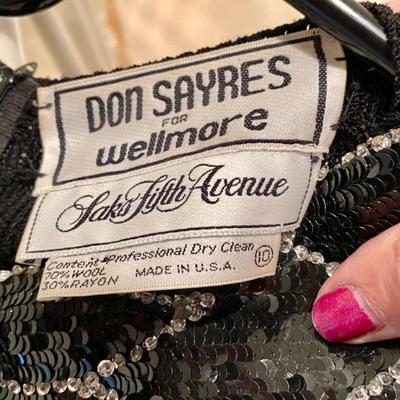 DON SAYRES
FOR
wellmore
Saks Fifth Avenue
Content Professional Dry Clean 10
70% WOOL MADE IN U.S.A.
30% RAYON